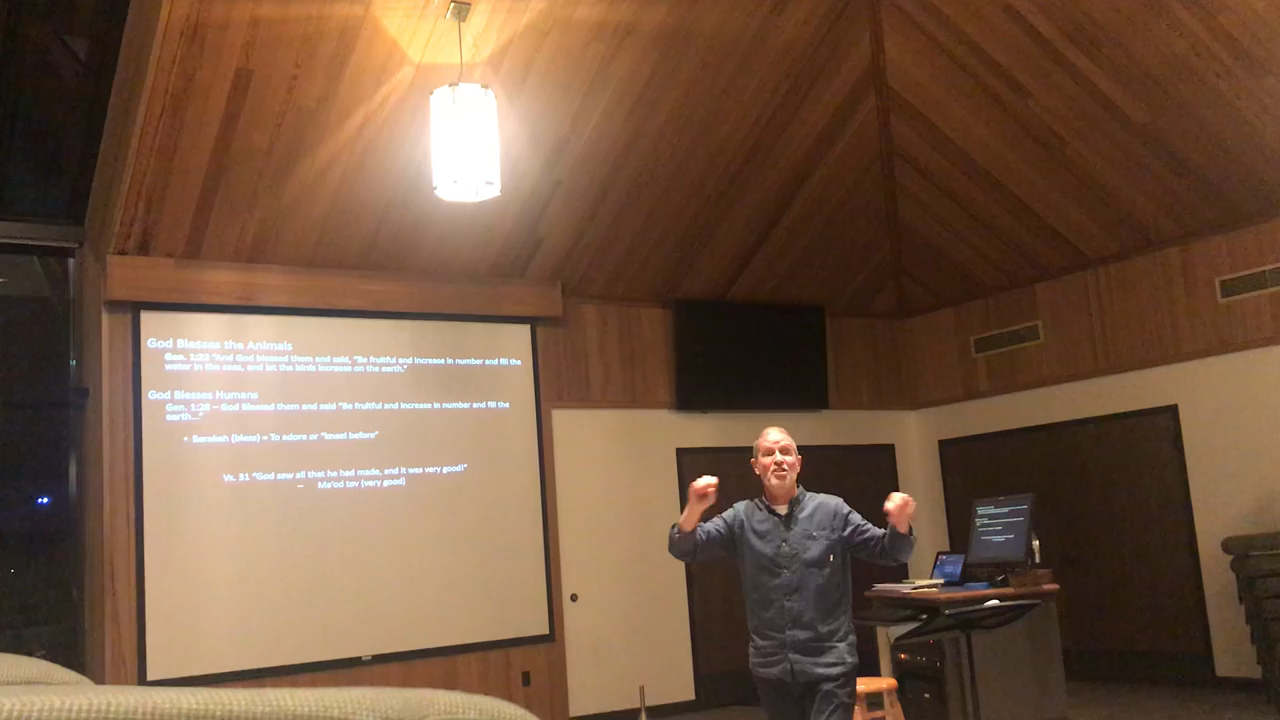 God Blesses the Animals
Gen. 1:22 "And God blessed them and said, "Be fruitful and increase in number and fill the
water in the seas, and let the birds increase on the earth."
God Blesses Humans
Gen. 1:28 – God Blessed them and said "Be fruitful and increase in number and fill the
earth..."
• Barakah (bless) = To adore or "kneel before"
Vs. 31 "God saw all that he had made, and it was very good!"
– Ma'od tov (very good)